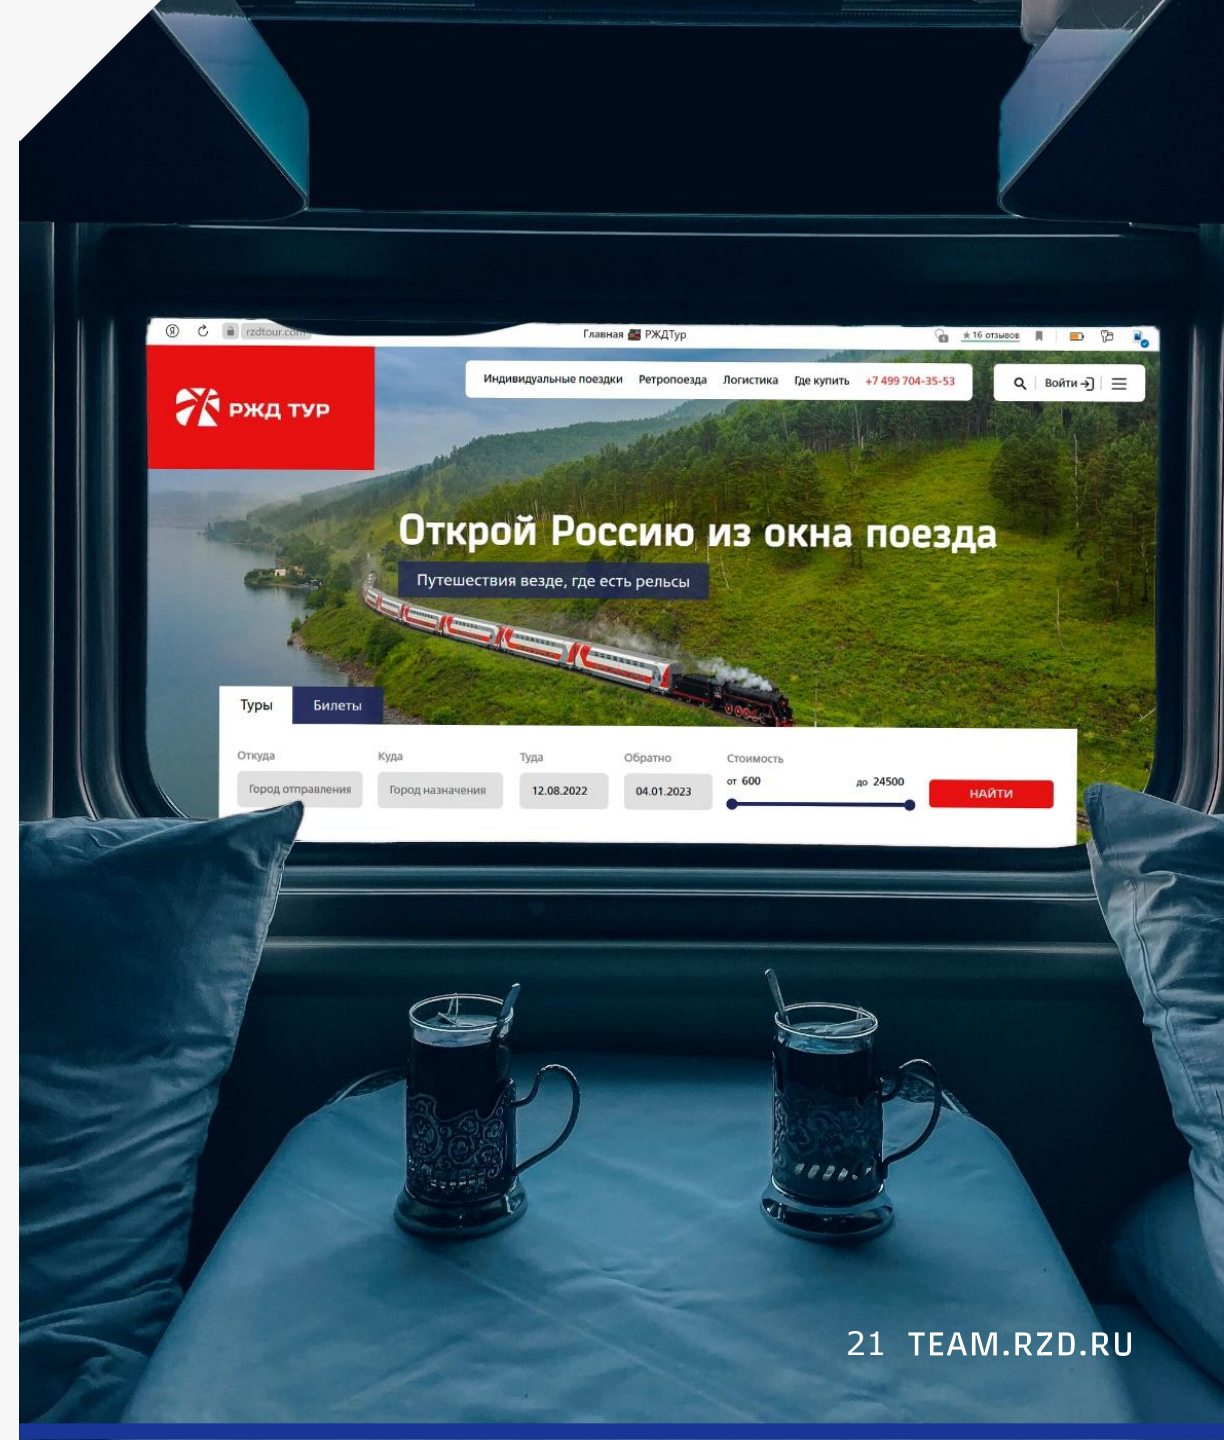 rzdtour.com
Главная РЖДТур
★16 отзывов
РЖД ТУР
Индивидуальные поездки Ретропоезда Логистика Где купить +7 499 704-35-53
Войти
Открой Россию из окна поезда
Путешествия везде, где есть рельсы
Туры Билеты
Откуда Куда Туда Обратно Стоимость
Город отправления Город назначения 12.08.2022 04.01.2023 от 600 до 24500 НАЙТИ
21 TEAM.RZD.RU